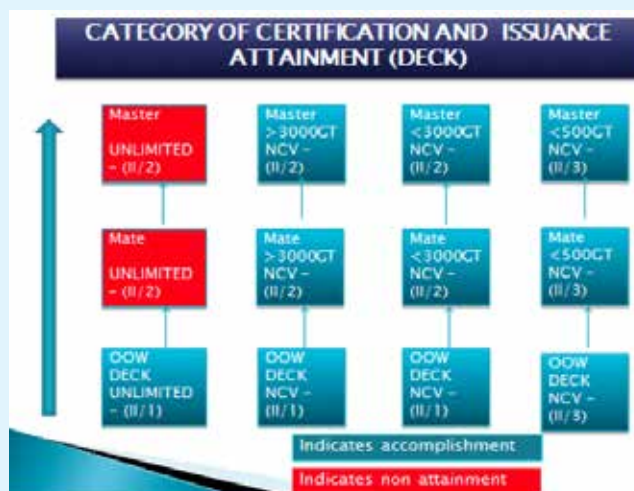 CATEGORY OF CERTIFICATION AND ISSUANCE
ATTAINMENT (DECK)
Master
UNLIMITED
- (II/2)
Master
>3000GT
NCV -
(II/2)
Master
<3000GT
NCV -
(II/2)
Master
<500GT
NCV -
(II/3)
Mate
UNLIMITED
- (II/2)
Mate
>3000GT
NCV -
(II/2)
Mate
<3000GT
NCV -
(II/2)
Mate
<500GT
NCV -
(II/3)
OOW
DECK
UNLIMITED
- (II/1)
OOW
DECK
NCV -
(II/1)
OOW
DECK
NCV -
(II/1)
OOW
DECK
NCV -
(II/3)
Indicates accomplishment
Indicates non attainment